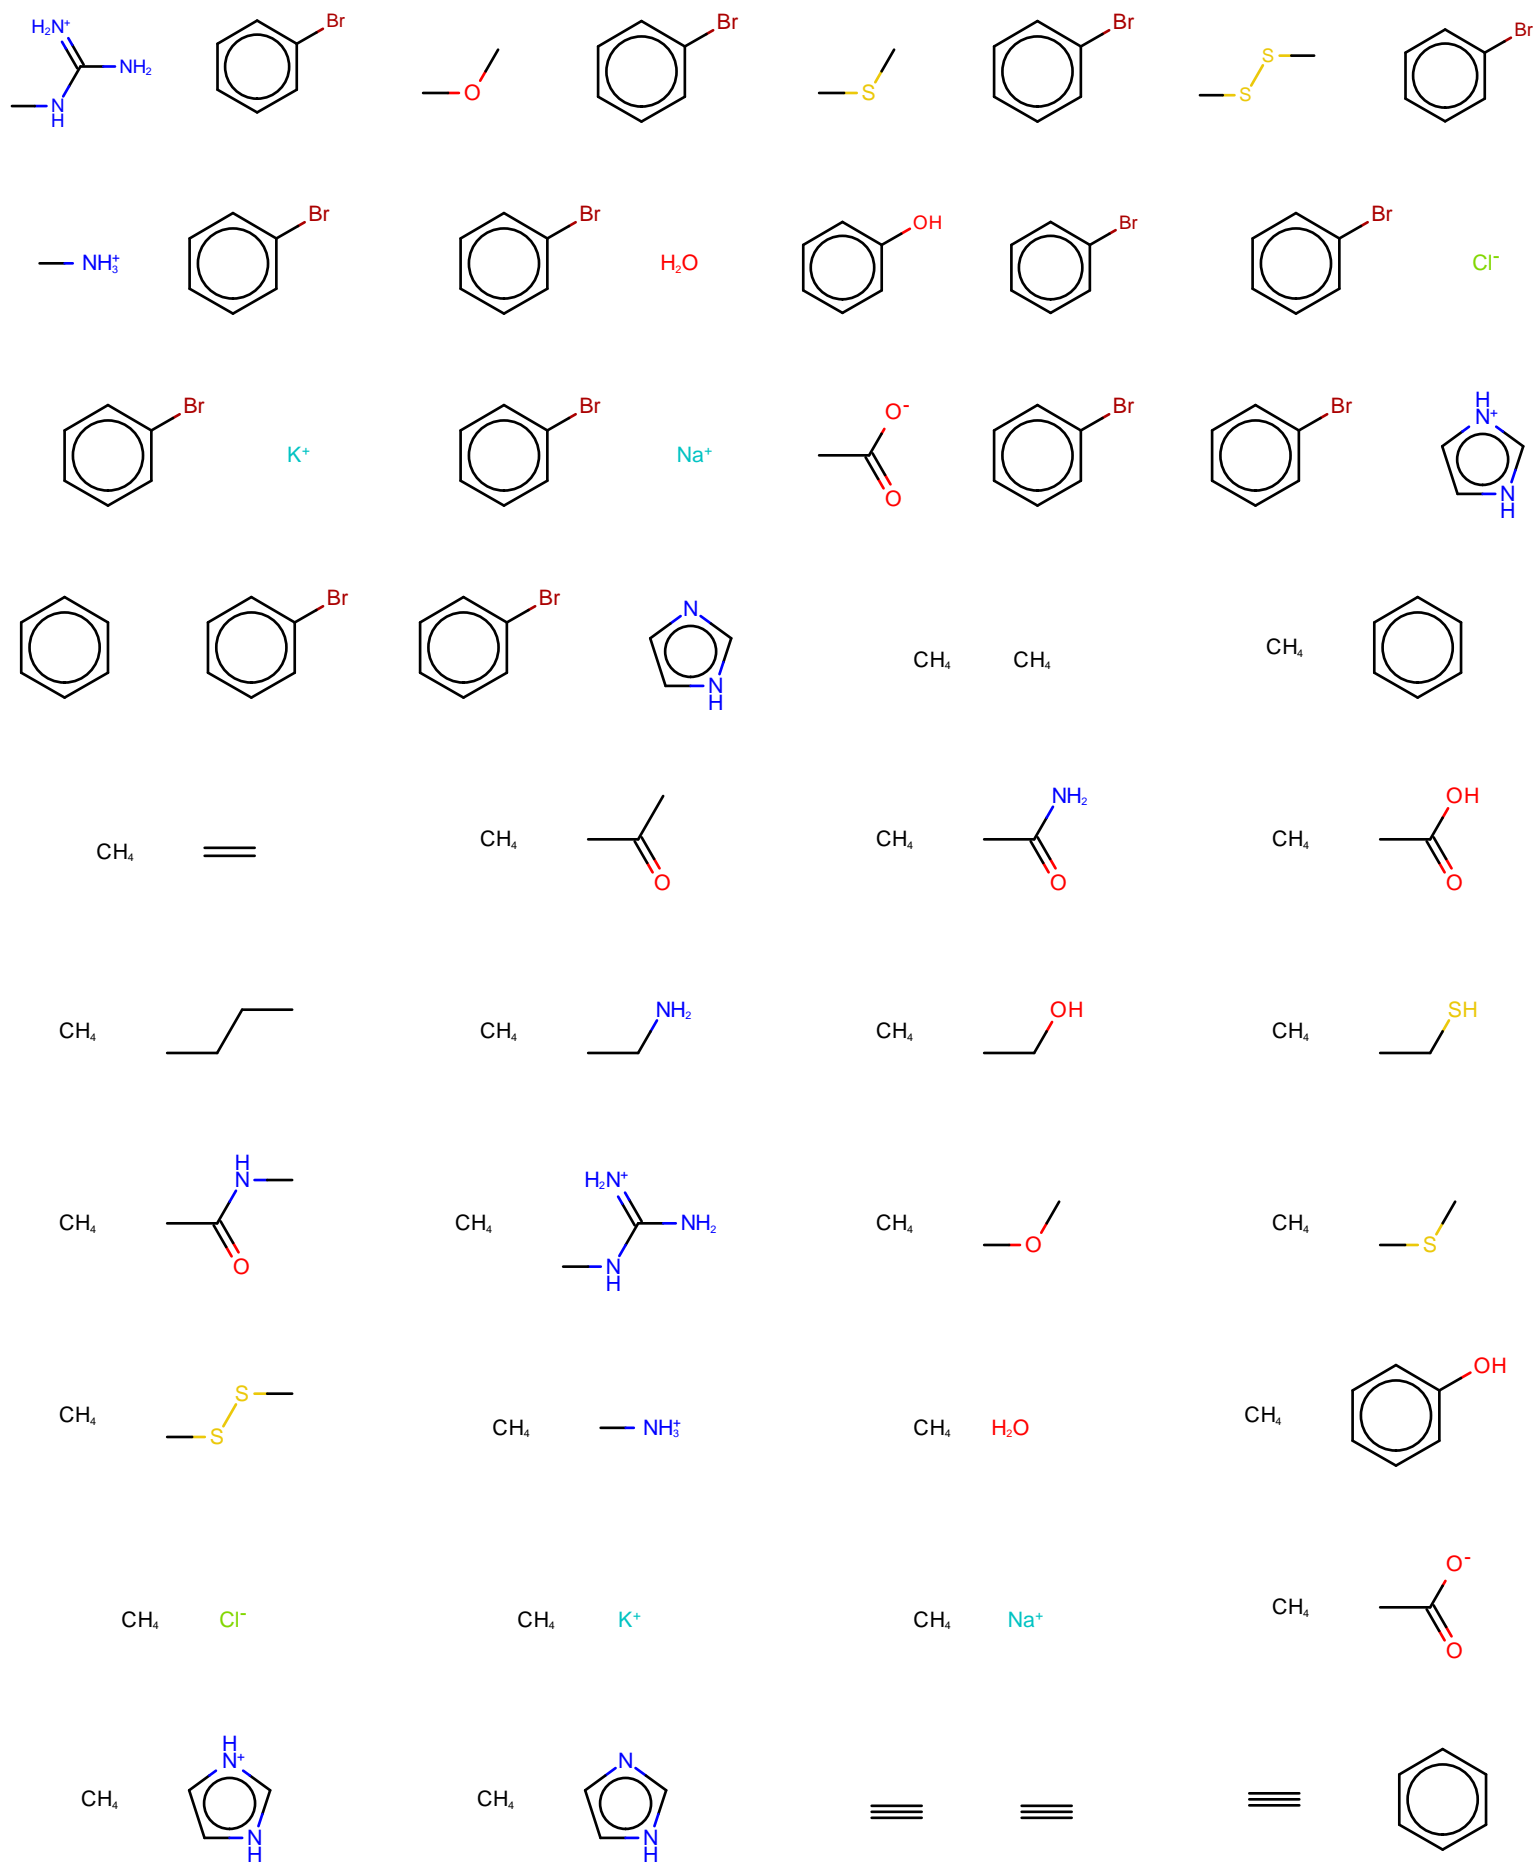 H₂N⁺ Br Br Br Br
NH₂ O S S
N S
H
Br Br OH Br Br
NH₃⁺ H₂O Cl⁻
Br Br O⁻ Br Br H
N⁺
K⁺ Na⁺
O N
H
Br Br N
CH₄ CH₄ CH₄
N
H
NH₂ OH
CH₄ CH₄ CH₄ CH₄
O O O
NH₂ OH SH
CH₄ CH₄ CH₄ CH₄
H
N H₂N⁺
CH₄ CH₄ NH₂ CH₄ CH₄
O N O S
H
S OH
CH₄ CH₄ NH₃⁺ CH₄ H₂O CH₄
S
O⁻
CH₄ Cl⁻ CH₄ K⁺ CH₄ Na⁺ CH₄
O
H
N⁺ N
CH₄ CH₄
N N
H H